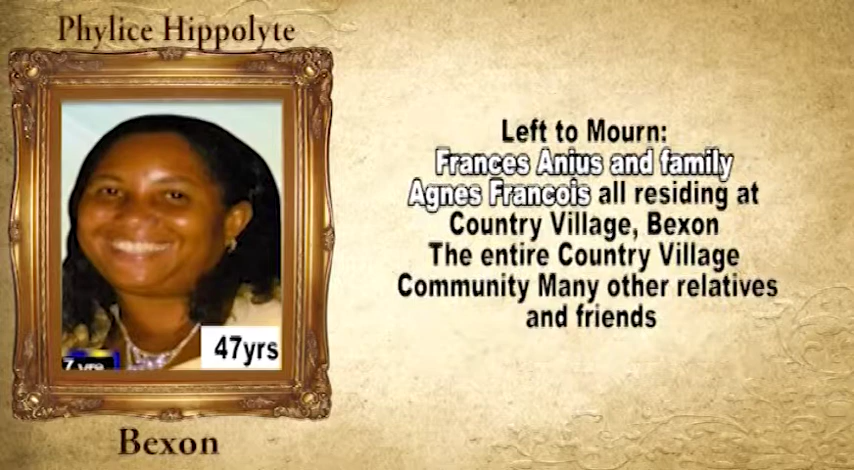 Phylice Hippolyte
47yrs
Bexon
Left to Mourn:
Frances Anius and family
Agnes Francois all residing at
Country Village, Bexon
The entire Country Village
Community Many other relatives
and friends